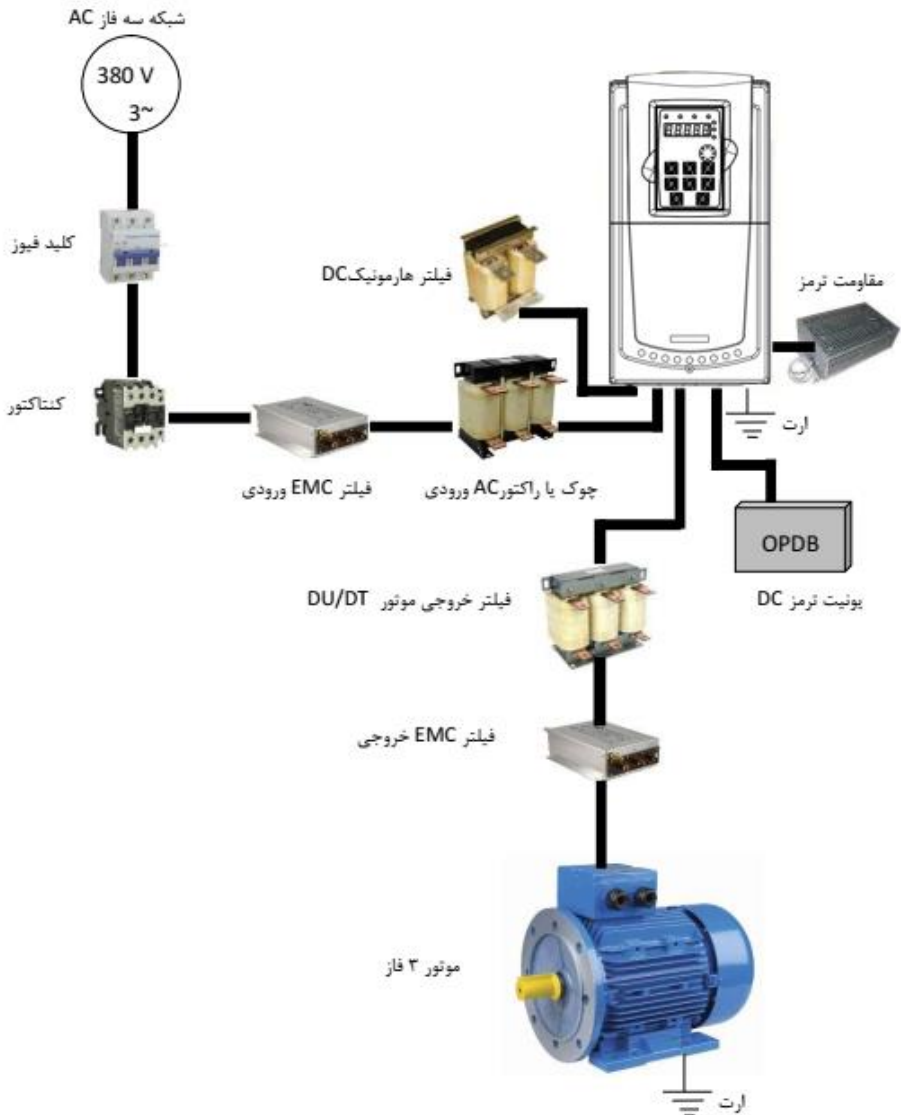 شبکه سه فاز AC
380 V
3~
کلید فیوز
فیلتر هارمونیکDC
مقاومت ترمز
کنتاکتور
ارت
فیلتر EMC ورودی
چوک یا راکتورAC ورودی
OPDB
یونیت ترمز DC
فیلتر خروجی موتور DU/DT
فیلتر EMC خروجی
موتور ۳ فاز
ارت